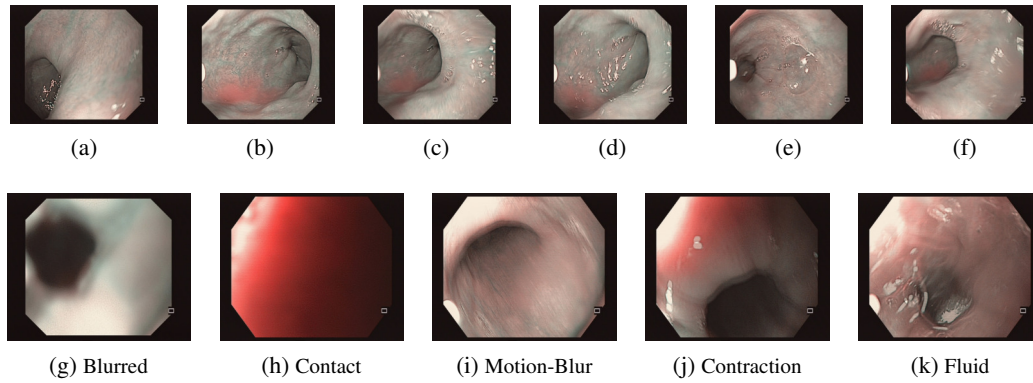 (a) (b) (c) (d) (e) (f)
(g) Blurred (h) Contact (i) Motion-Blur (j) Contraction (k) Fluid